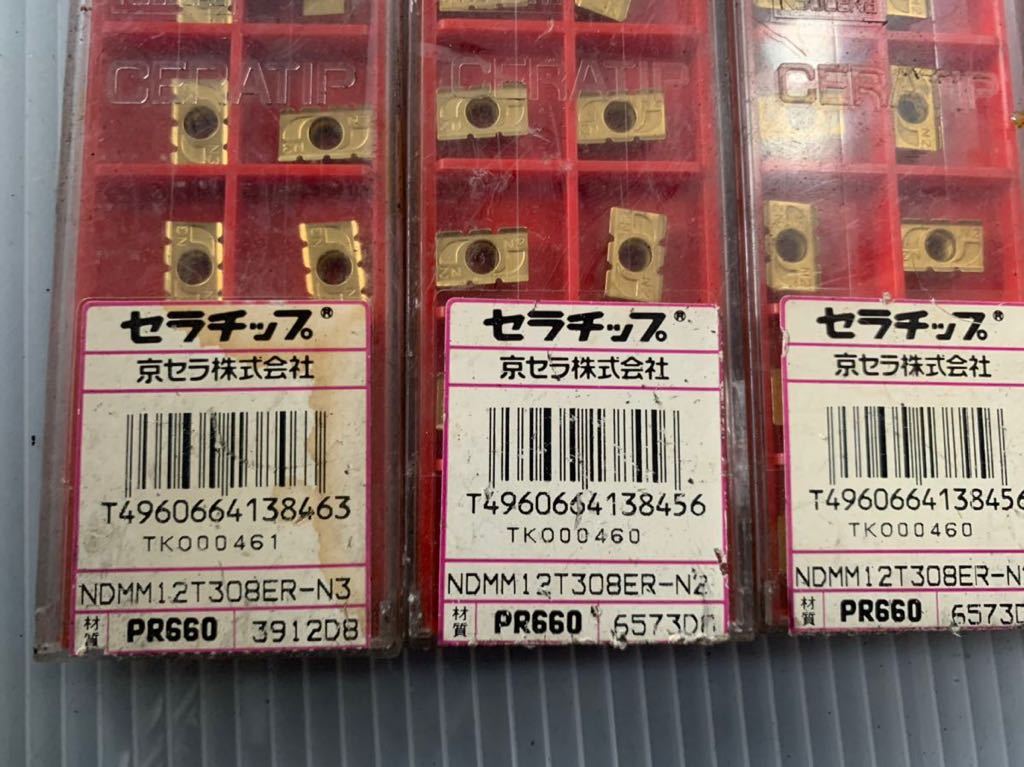 CERATIP
セラチップ®
京セラ株式会社
T4960664138463
TK000461
NDMM12T308ER-N3
材質 PR660 3912D8
CERATIP
セラチップ®
京セラ株式会社
T4960664138456
TK000460
NDMM12T308ER-N2
材質 PR660
CERATIP
セラチップ®
京セラ株式会社
T4960664138456
TK000460
材質 PR660